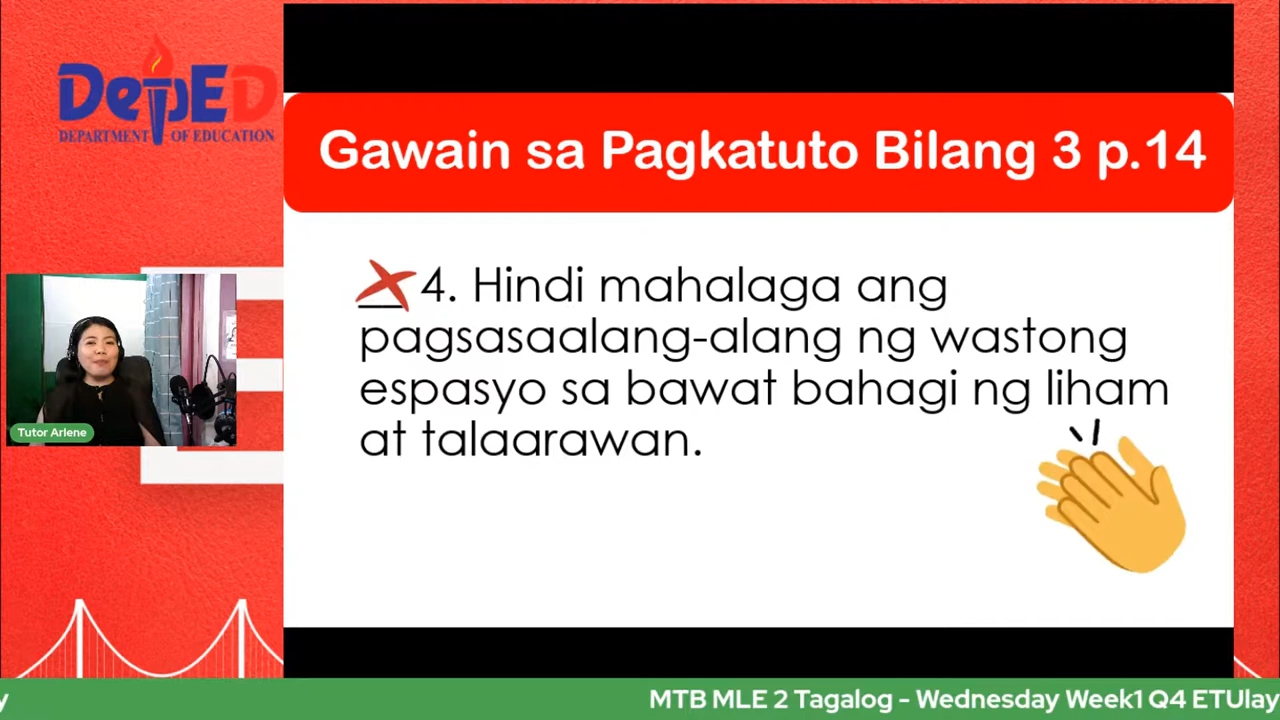 DepED
DEPARTMENT OF EDUCATION
Gawain sa Pagkatuto Bilang 3 p.14
__ 4. Hindi mahalaga ang
pagsasaalang-alang ng wastong
espasyo sa bawat bahagi ng liham
at talaarawan.
Tutor Arlene
y
MTB MLE 2 Tagalog - Wednesday Week1 Q4 ETUlay